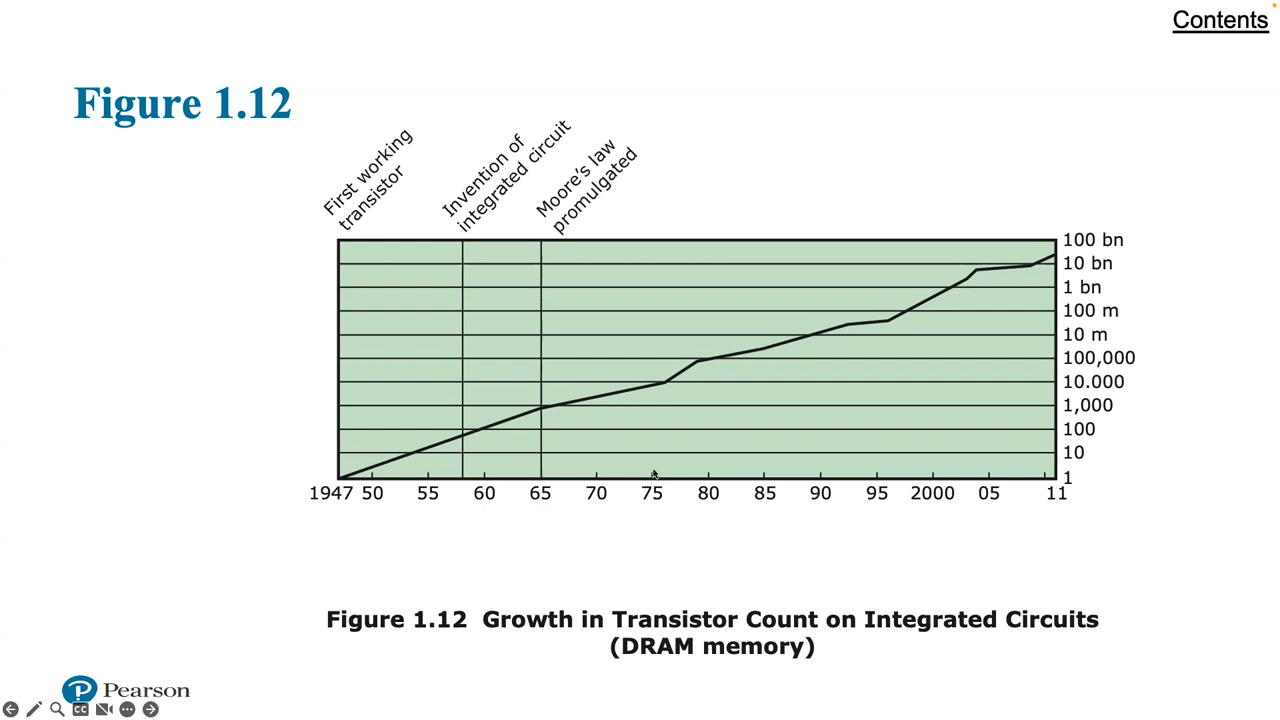 Contents
Figure 1.12
First working
transistor
Invention of
integrated circuit
Moore's law
promulgated
100 bn
10 bn
1 bn
100 m
10 m
100,000
10.000
1,000
100
10
1
1947 50 55 60 65 70 75 80 85 90 95 2000 05 11
Figure 1.12 Growth in Transistor Count on Integrated Circuits
(DRAM memory)
P Pearson
CC